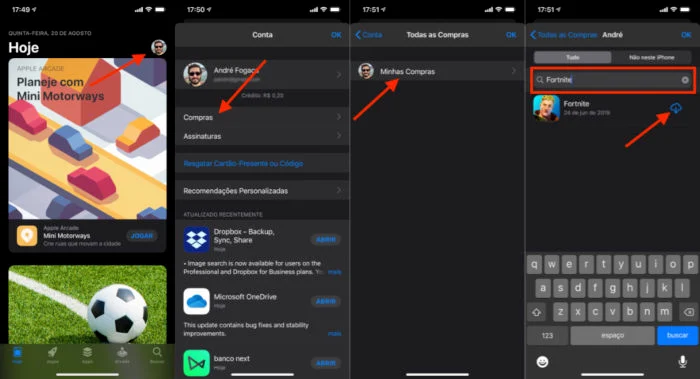 17:49
QUINTA-FEIRA, 20 DE AGOSTO
Hoje
APPLE ARCADE
Planeje com
Mini Motorways
Apple Arcade
Mini Motorways
Crie ruas que movam a cidade
JOGAR
Hoje
Apps
Arcade
Buscar
17:50
Conta
OK
André Fogaça
Crédito: R$ 0,20
Compras
Assinaturas
Resgatar Cartão-Presente ou Código
Recomendações Personalizadas
ATUALIZADO RECENTEMENTE
Dropbox – Backup,
Sync, Share
Hoje
ABRIR
• Image search is now available for users on the
Professional and Dropbox for Business plans. You
mais
Microsoft OneDrive
Hoje
ABRIR
This update contains bug fixes and stability
improvements.
mais
banco next
Hoje
ABRIR
17:51
Conta
Todas as Compras
OK
Minhas Compras
17:51
Todas as Compras
André
OK
Tudo
Não neste iPhone
Fortnite
Fortnite
24 de jun de 2019
q w e r t y u i o p
a s d f g h j k l
z x c v b n m
123
espaço
buscar